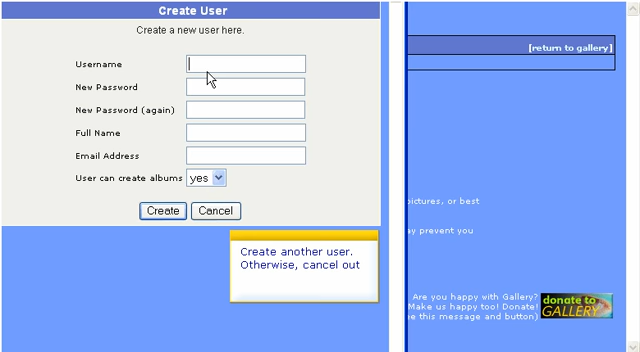 Create User
Create a new user here.
Username
New Password
New Password (again)
Full Name
Email Address
User can create albums yes
Create Cancel
Create another user.
Otherwise, cancel out
[return to gallery]
pictures, or best
ay prevent you
Are you happy with Gallery?
Make us happy too! Donate!
ee this message and button)
donate to
GALLERY